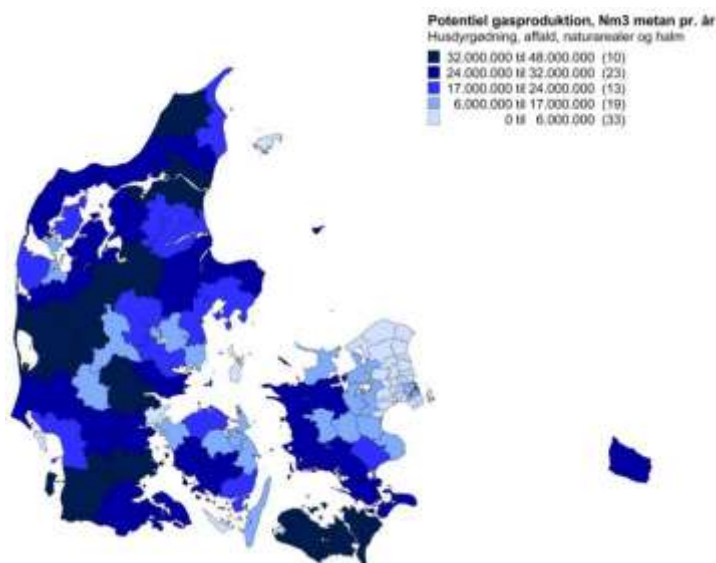 Potentiel gasproduktion, Nm3 metan pr. år
Husdyrgødning, affald, naturarealer og halm
32.000.000 til 48.000.000 (10)
24.000.000 til 32.000.000 (23)
17.000.000 til 24.000.000 (13)
6.000.000 til 17.000.000 (19)
0 til 6.000.000 (33)